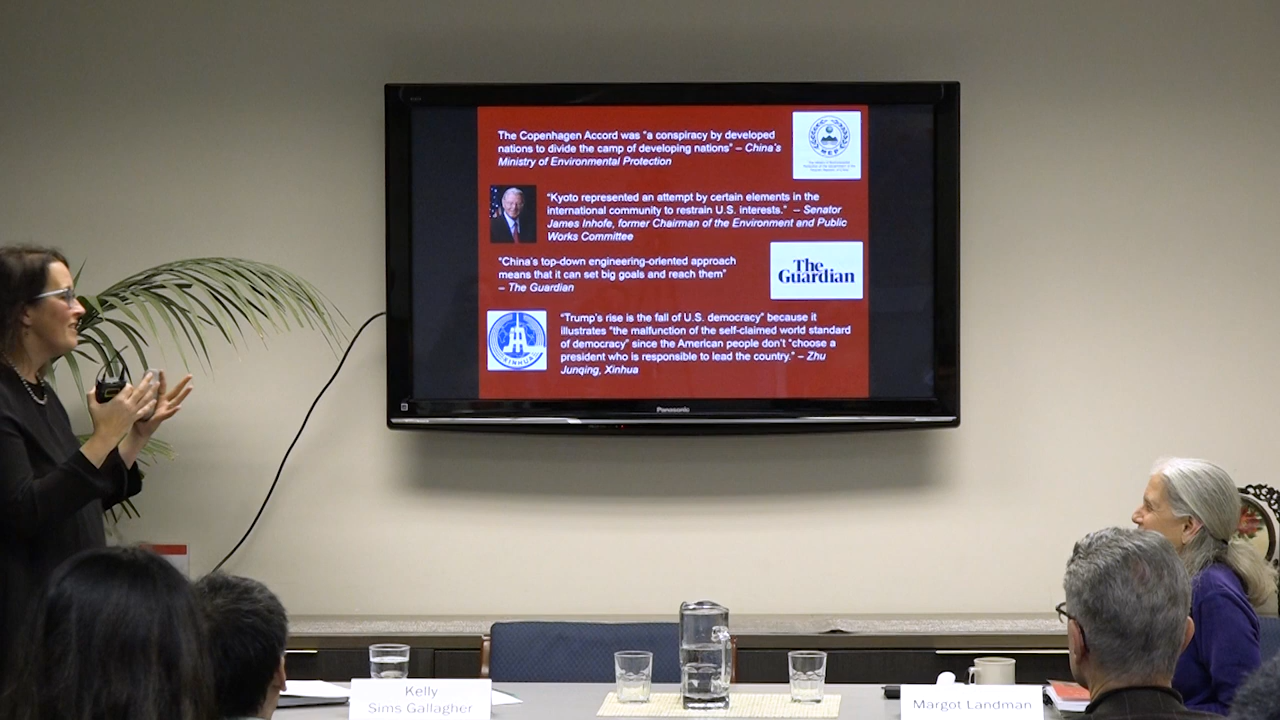 The Copenhagen Accord was "a conspiracy by developed
nations to divide the camp of developing nations" – China's
Ministry of Environmental Protection
MEP
"Kyoto represented an attempt by certain elements in the
international community to restrain U.S. interests." – Senator
James Inhofe, former Chairman of the Environment and Public
Works Committee
"China's top-down engineering-oriented approach
means that it can set big goals and reach them"
– The Guardian
The
Guardian
"Trump's rise is the fall of U.S. democracy" because it
illustrates "the malfunction of the self-claimed world standard
of democracy" since the American people don't "choose a
president who is responsible to lead the country." – Zhu
Junqing, Xinhua
XINHUA
Panasonic
Kelly
Sims Gallagher
Margot Landman